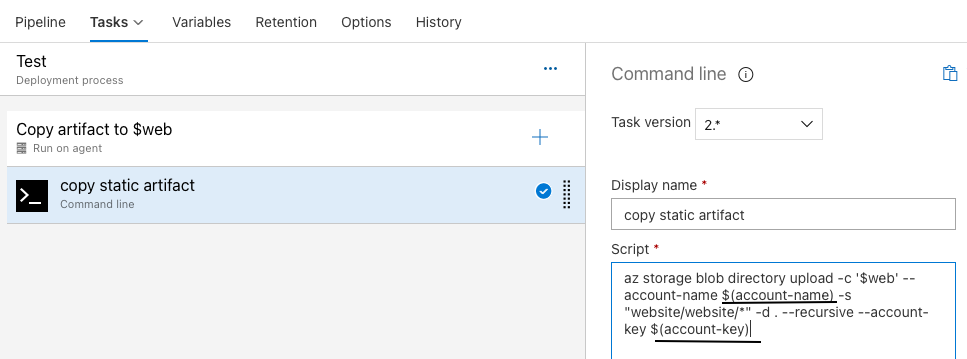 Pipeline Tasks Variables Retention Options History
Test
Deployment process
Copy artifact to $web
Run on agent
copy static artifact
Command line
Command line
Task version 2.*
Display name *
copy static artifact
Script *
az storage blob directory upload -c '$web' --
account-name $(account-name) -s
"website/website/*" -d . --recursive --account-
key $(account-key)